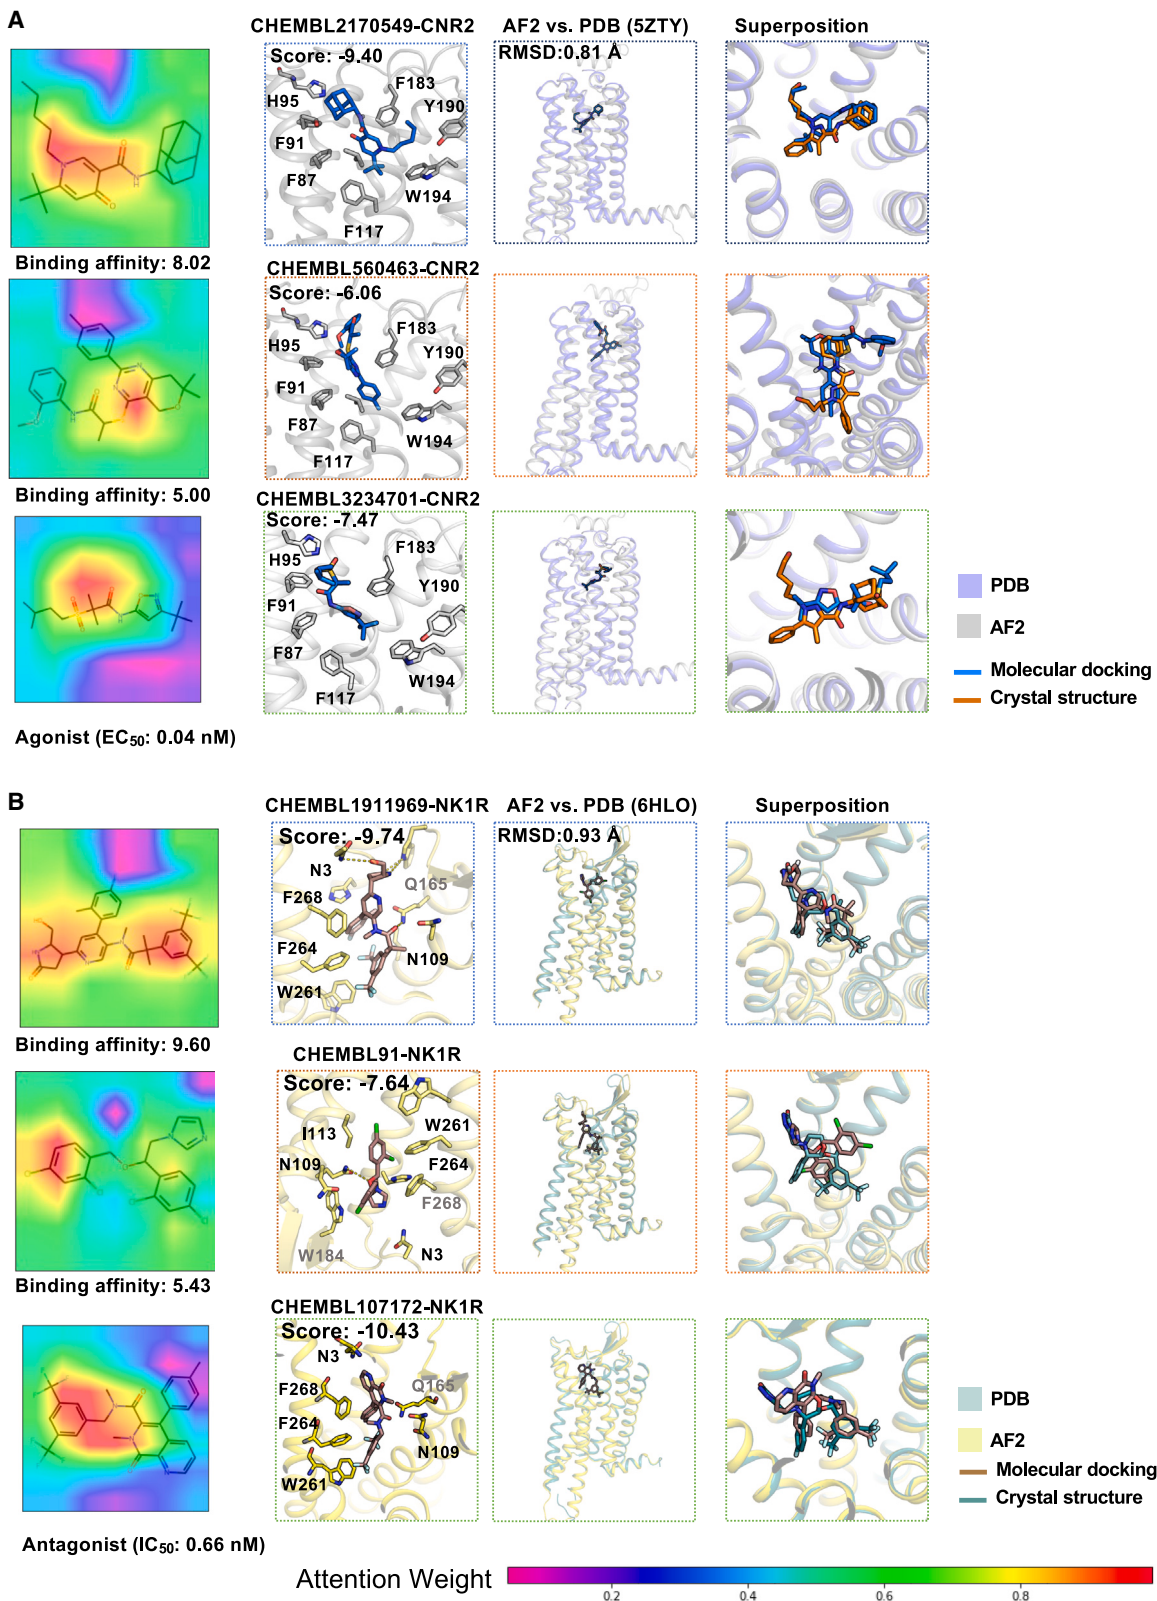 A
CHEMBL2170549-CNR2
AF2 vs. PDB (5ZTY)
Superposition
Score: -9.40
RMSD:0.81 Å
F183
H95
Y190
F91
F87
W194
F117
Binding affinity: 8.02
CHEMBL560463-CNR2
Score: -6.06
F183
H95
Y190
F91
F87
W194
F117
Binding affinity: 5.00
CHEMBL3234701-CNR2
Score: -7.47
F183
H95
Y190
F91
F87
W194
F117
PDB
AF2
Molecular docking
Crystal structure
Agonist (EC50: 0.04 nM)
B
CHEMBL1911969-NK1R
AF2 vs. PDB (6HLO)
Superposition
Score: -9.74
RMSD:0.93 Å
N3
Q165
F268
F264
N109
W261
Binding affinity: 9.60
CHEMBL91-NK1R
Score: -7.64
W261
I113
N109
F264
F268
W184
N3
Binding affinity: 5.43
CHEMBL107172-NK1R
Score: -10.43
N3
F268
Q165
F264
N109
W261
PDB
AF2
Molecular docking
Crystal structure
Antagonist (IC50: 0.66 nM)
Attention Weight
0.2 0.4 0.6 0.8